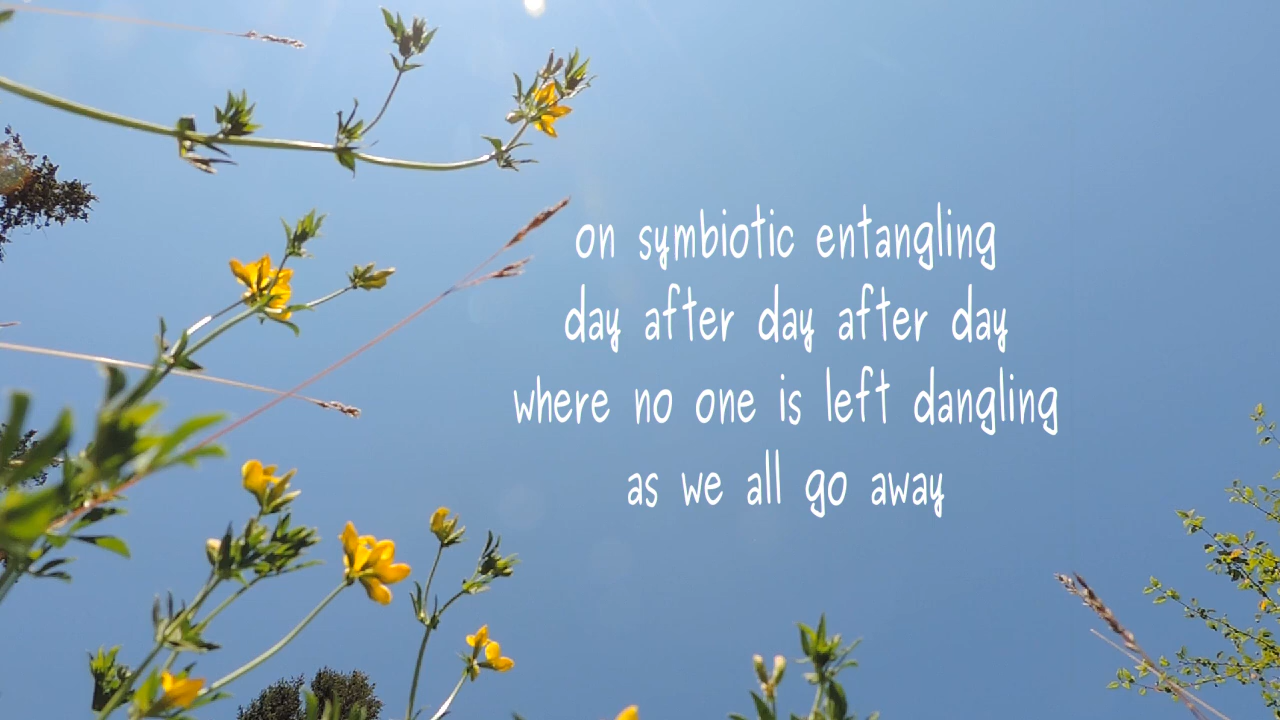 on symbiotic entangling
day after day after day
where no one is left dangling
as we all go away